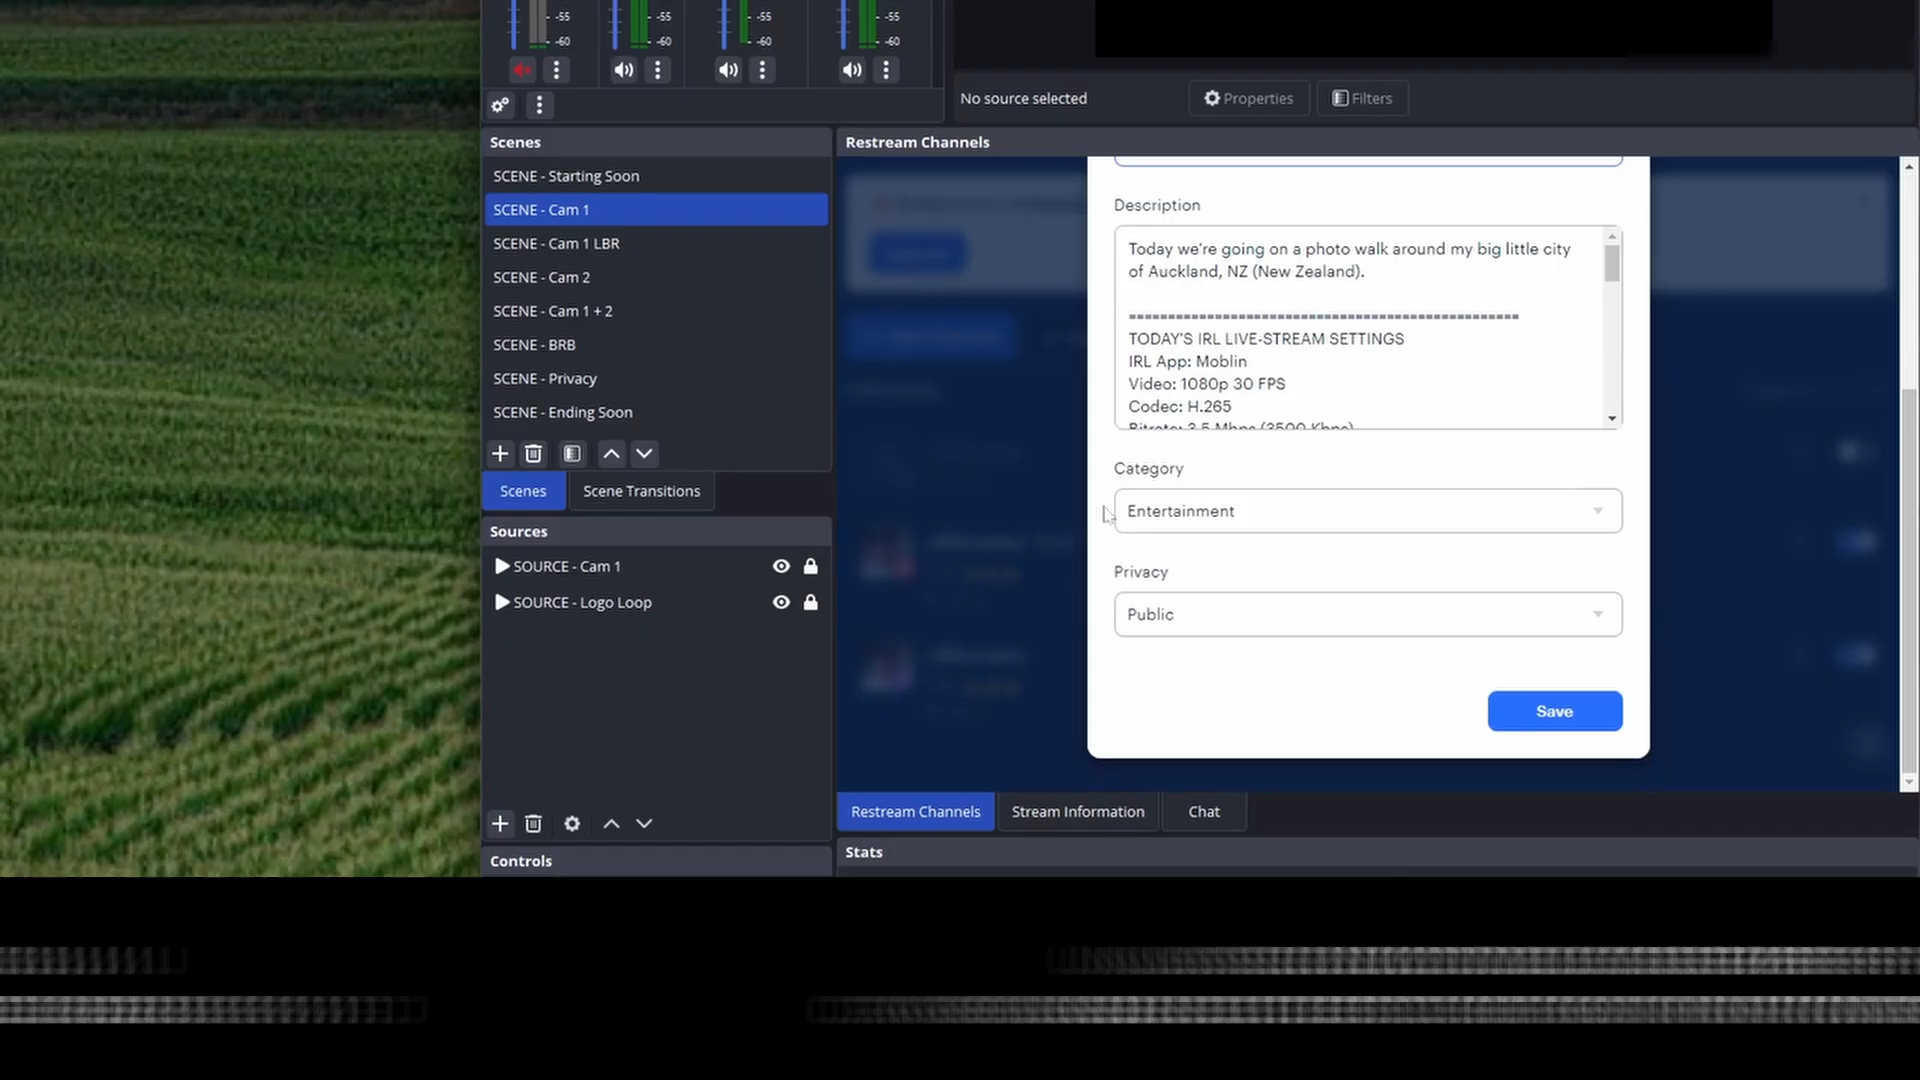 -55
-55
-55
-55
-60
-60
-60
-60
No source selected
Properties
Filters
Scenes
SCENE - Starting Soon
SCENE - Cam 1
SCENE - Cam 1 LBR
SCENE - Cam 2
SCENE - Cam 1 + 2
SCENE - BRB
SCENE - Privacy
SCENE - Ending Soon
Scenes
Scene Transitions
Sources
SOURCE - Cam 1
SOURCE - Logo Loop
Controls
Restream Channels
Description
Today we're going on a photo walk around my big little city
of Auckland, NZ (New Zealand).
==================================================
TODAY'S IRL LIVE-STREAM SETTINGS
IRL App: Moblin
Video: 1080p 30 FPS
Codec: H.265
Bitrate: 3.5 Mbps (3500 Kbps)
Category
Entertainment
Privacy
Public
Save
Restream Channels
Stream Information
Chat
Stats